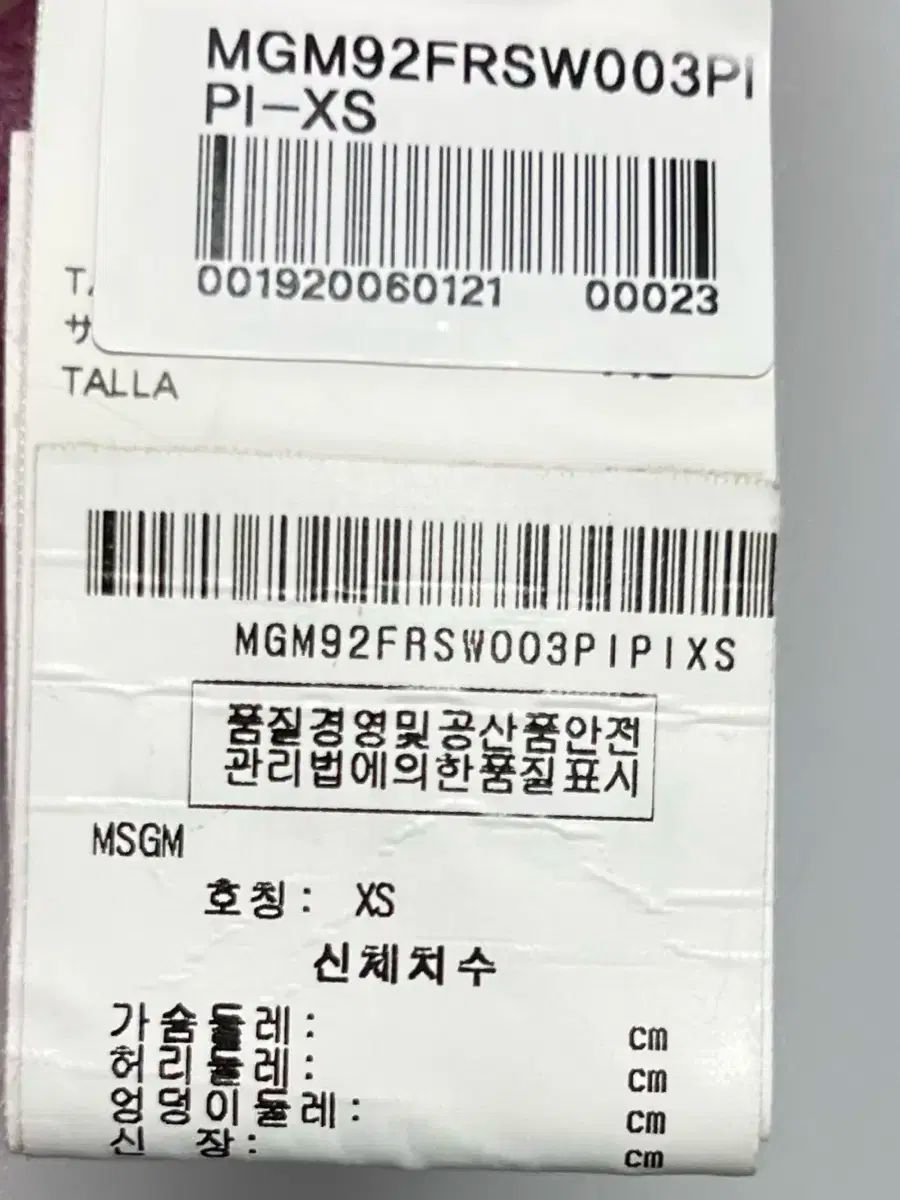 MGM92FRSW003PI
PI-XS
001920060121 00023
TALLA
MGM92FRSW003PIPIXS
품질경영및공산품안전
관리법에의한품질표시
MSGM
호칭: XS
신체치수
가슴둘레: cm
허리둘레: cm
엉덩이둘레: cm
신 장: cm